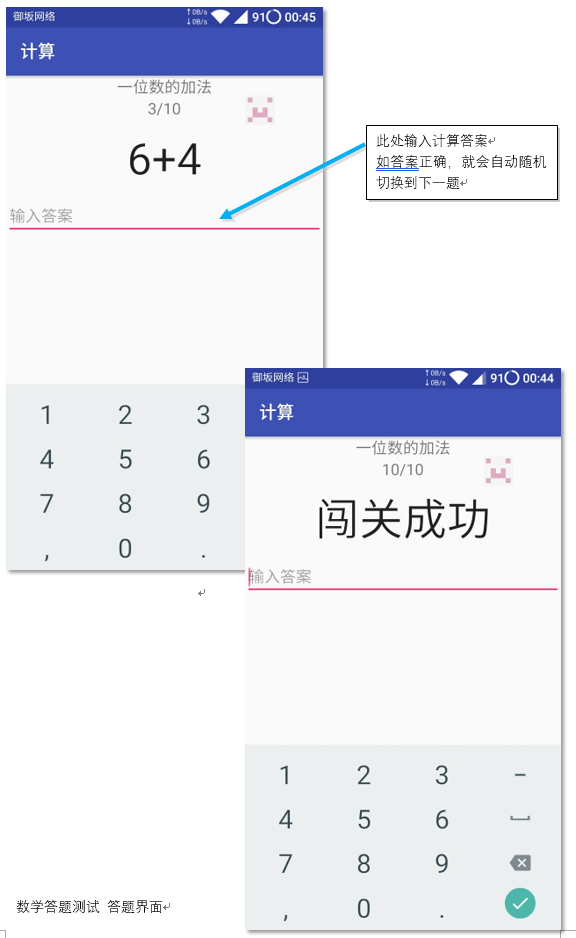 御坂网络 ↑0B/s ↓0B/s 91 00:45
计算
一位数的加法
3/10
6+4
输入答案
1 2 3
4 5 6
7 8 9
, 0 .
此处输入计算答案
如答案正确，就会自动随机
切换到下一题
御坂网络 ↑0B/s ↓0B/s 91 00:44
计算
一位数的加法
10/10
闯关成功
输入答案
1 2 3 -
4 5 6
7 8 9
, 0 .
数学答题测试 答题界面